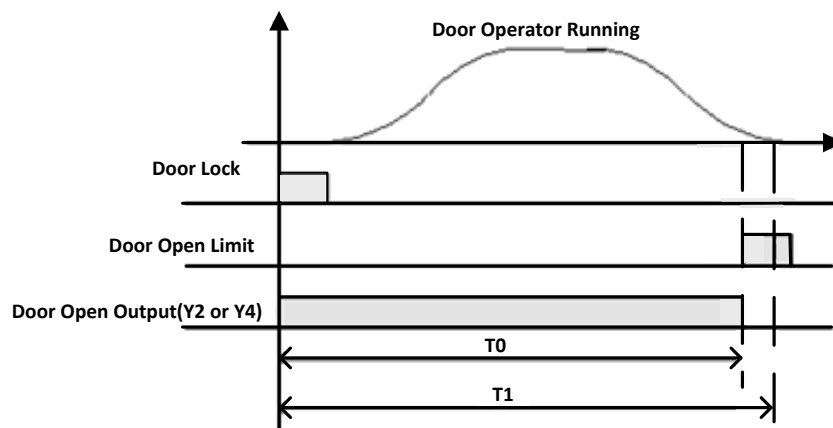 Door Operator Running
Door Lock
Door Open Limit
Door Open Output(Y2 or Y4)
T0
T1